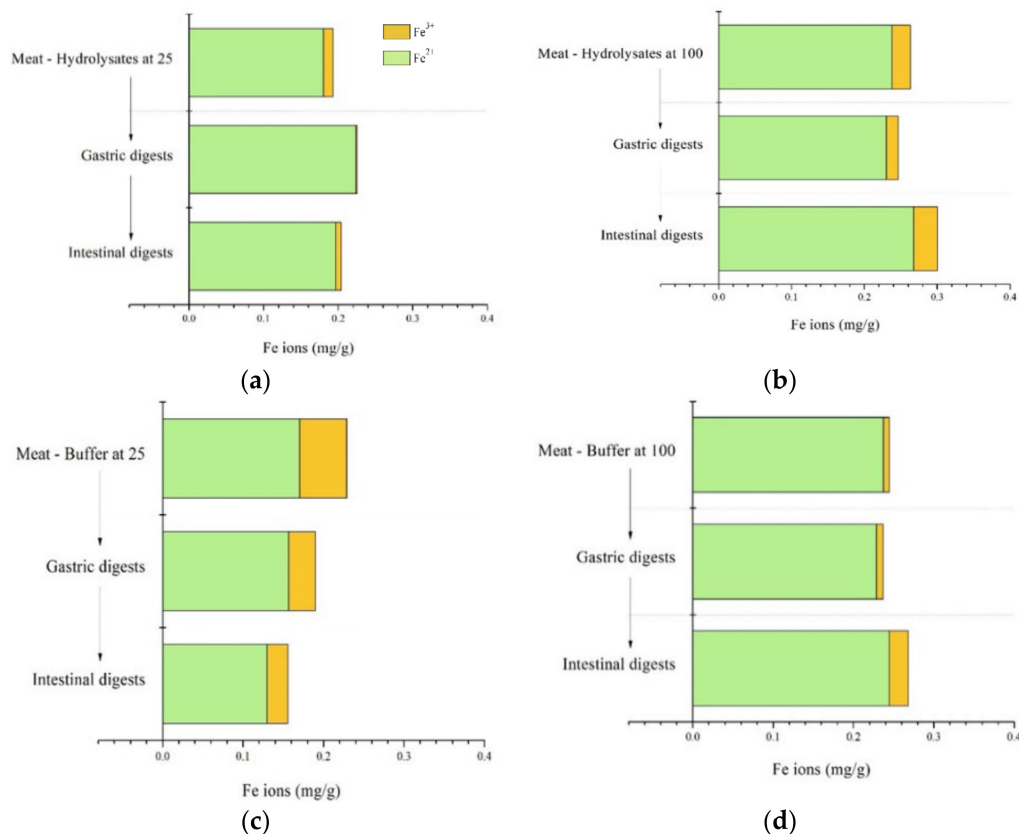 Meat - Hydrolysates at 25
Gastric digests
Intestinal digests
Fe³⁺
Fe²⁺
0.0 0.1 0.2 0.3 0.4
Fe ions (mg/g)
(a)
Meat - Hydrolysates at 100
Gastric digests
Intestinal digests
0.0 0.1 0.2 0.3 0.4
Fe ions (mg/g)
(b)
Meat - Buffer at 25
Gastric digests
Intestinal digests
0.0 0.1 0.2 0.3 0.4
Fe ions (mg/g)
(c)
Meat - Buffer at 100
Gastric digests
Intestinal digests
0.0 0.1 0.2 0.3 0.4
Fe ions (mg/g)
(d)